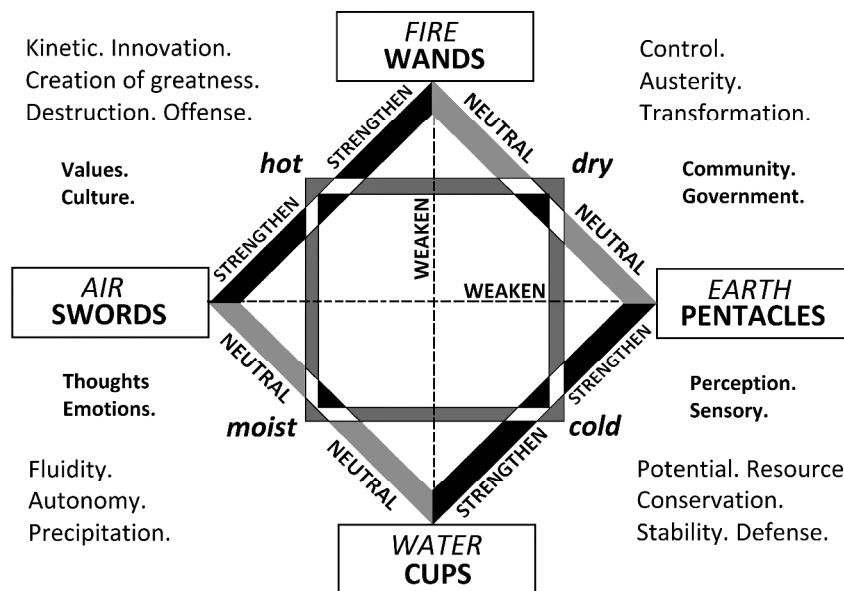 FIRE
WANDS
Kinetic. Innovation.
Creation of greatness.
Destruction. Offense.
Control.
Austerity.
Transformation.
STRENGTHEN
NEUTRAL
hot
dry
Values.
Culture.
Community.
Government.
STRENGTHEN
WEAKEN
NEUTRAL
AIR
SWORDS
WEAKEN
EARTH
PENTACLES
Thoughts
Emotions.
NEUTRAL
STRENGTHEN
Perception.
Sensory.
moist
cold
Fluidity.
Autonomy.
Precipitation.
NEUTRAL
STRENGTHEN
Potential. Resource
Conservation.
Stability. Defense.
WATER
CUPS